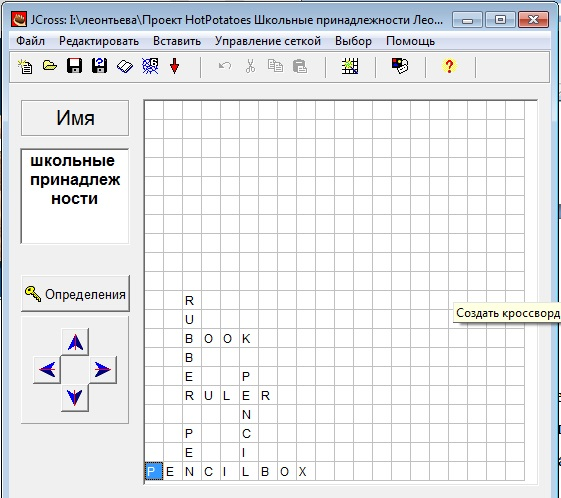 JCross: I:\леонтьева\Проект HotPotatoes Школьные принадлежности Лео...
Файл Редактировать Вставить Управление сеткой Выбор Помощь
Имя
школьные
принадлеж
ности
Определения
Создать кроссворд
R
U
B O O K
B
E P
R U L E R
N
P C
E I
P E N C I L B O X